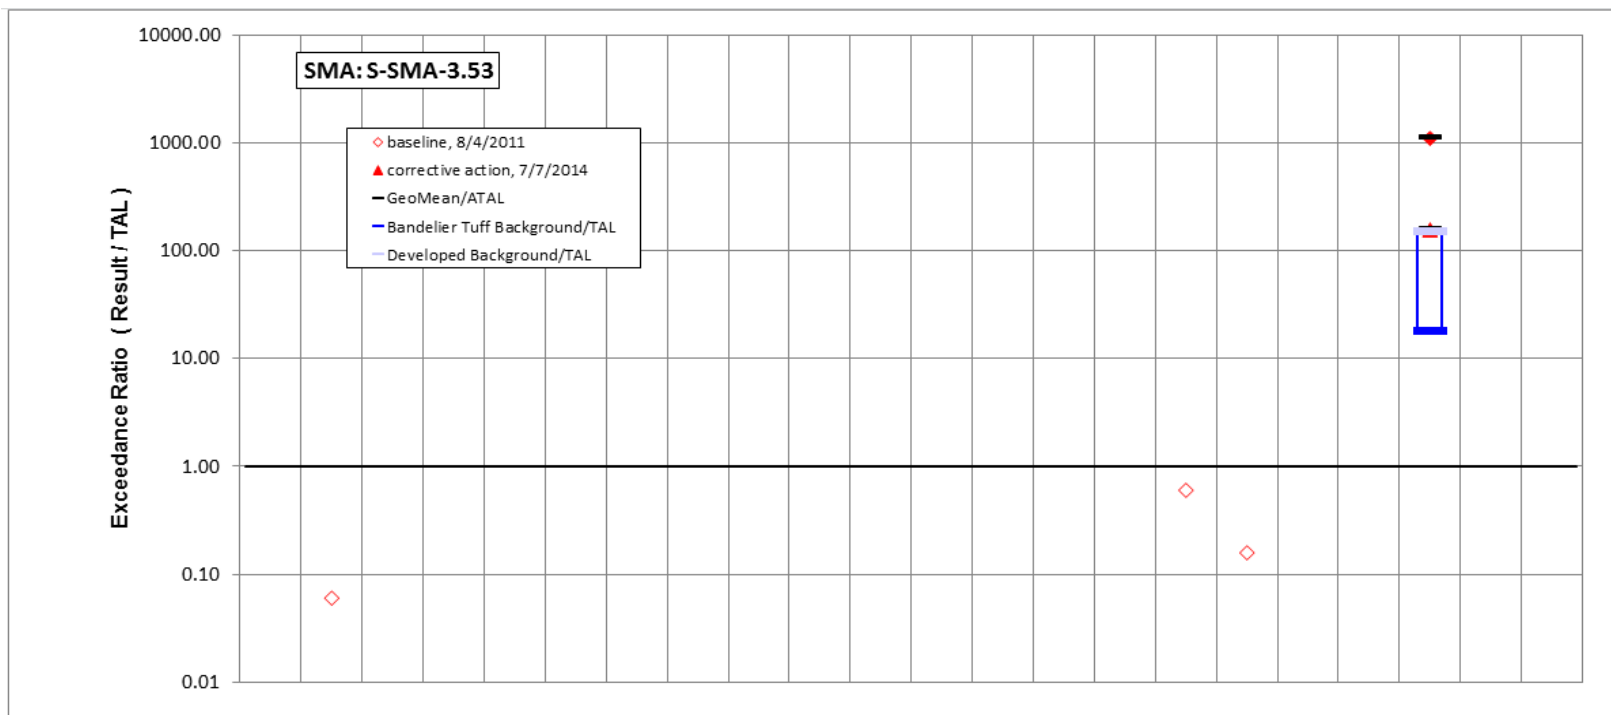 10000.00
SMA: S-SMA-3.53
1000.00
baseline, 8/4/2011
corrective action, 7/7/2014
GeoMean/ATAL
Bandelier Tuff Background/TAL
Developed Background/TAL
100.00
10.00
1.00
0.10
0.01
Exceedance Ratio ( Result / TAL )